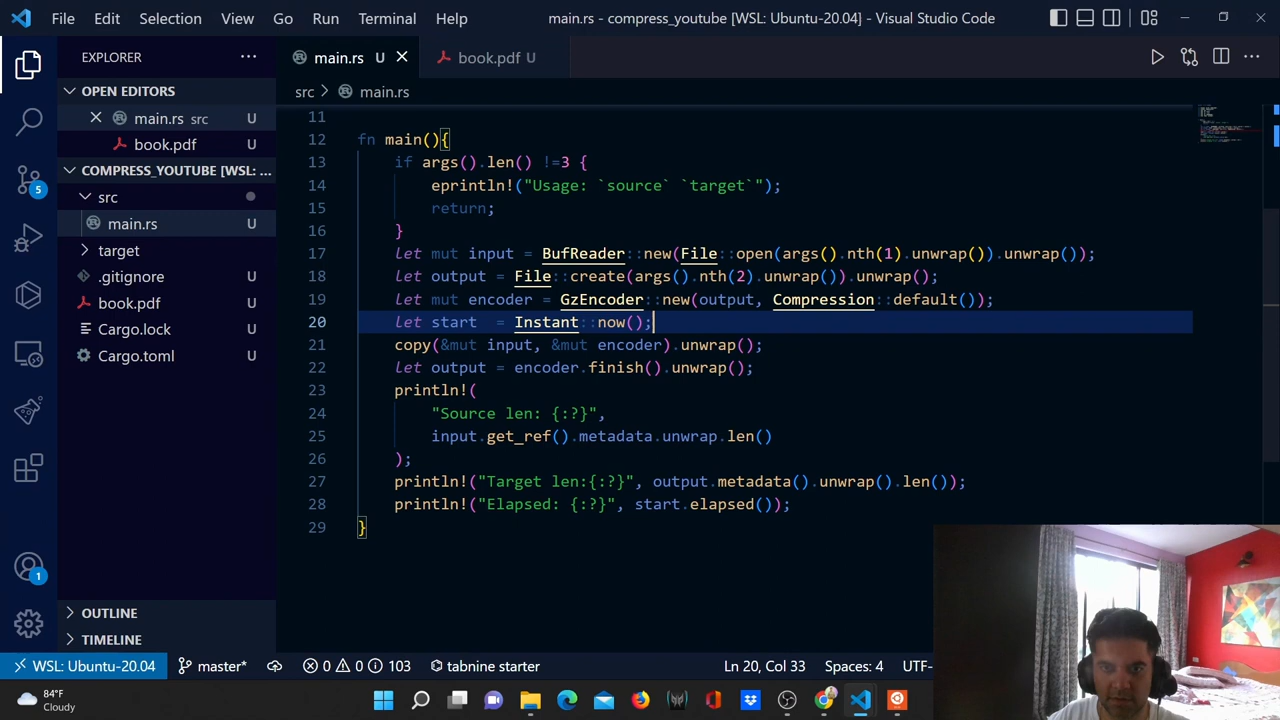 File Edit Selection View Go Run Terminal Help
main.rs - compress_youtube [WSL: Ubuntu-20.04] - Visual Studio Code
EXPLORER
OPEN EDITORS
main.rs src U
book.pdf U
COMPRESS_YOUTUBE [WSL: ...
src
main.rs U
target
.gitignore U
book.pdf U
Cargo.lock U
Cargo.toml U
OUTLINE
TIMELINE
main.rs U
book.pdf U
src > main.rs
11
12 fn main(){
13 if args().len() !=3 {
14 eprintln!("Usage: `source` `target`");
15 return;
16 }
17 let mut input = BufReader::new(File::open(args().nth(1).unwrap()).unwrap());
18 let output = File::create(args().nth(2).unwrap()).unwrap();
19 let mut encoder = GzEncoder::new(output, Compression::default());
20 let start  = Instant::now();
21 copy(&mut input, &mut encoder).unwrap();
22 let output = encoder.finish().unwrap();
23 println!(
24 "Source len: {:?}",
25 input.get_ref().metadata.unwrap.len()
26 );
27 println!("Target len:{:?}", output.metadata().unwrap().len());
28 println!("Elapsed: {:?}", start.elapsed());
29 }
5
1
WSL: Ubuntu-20.04 master* 0 0 103 tabnine starter Ln 20, Col 33 Spaces: 4 UTF-
84°F
Cloudy